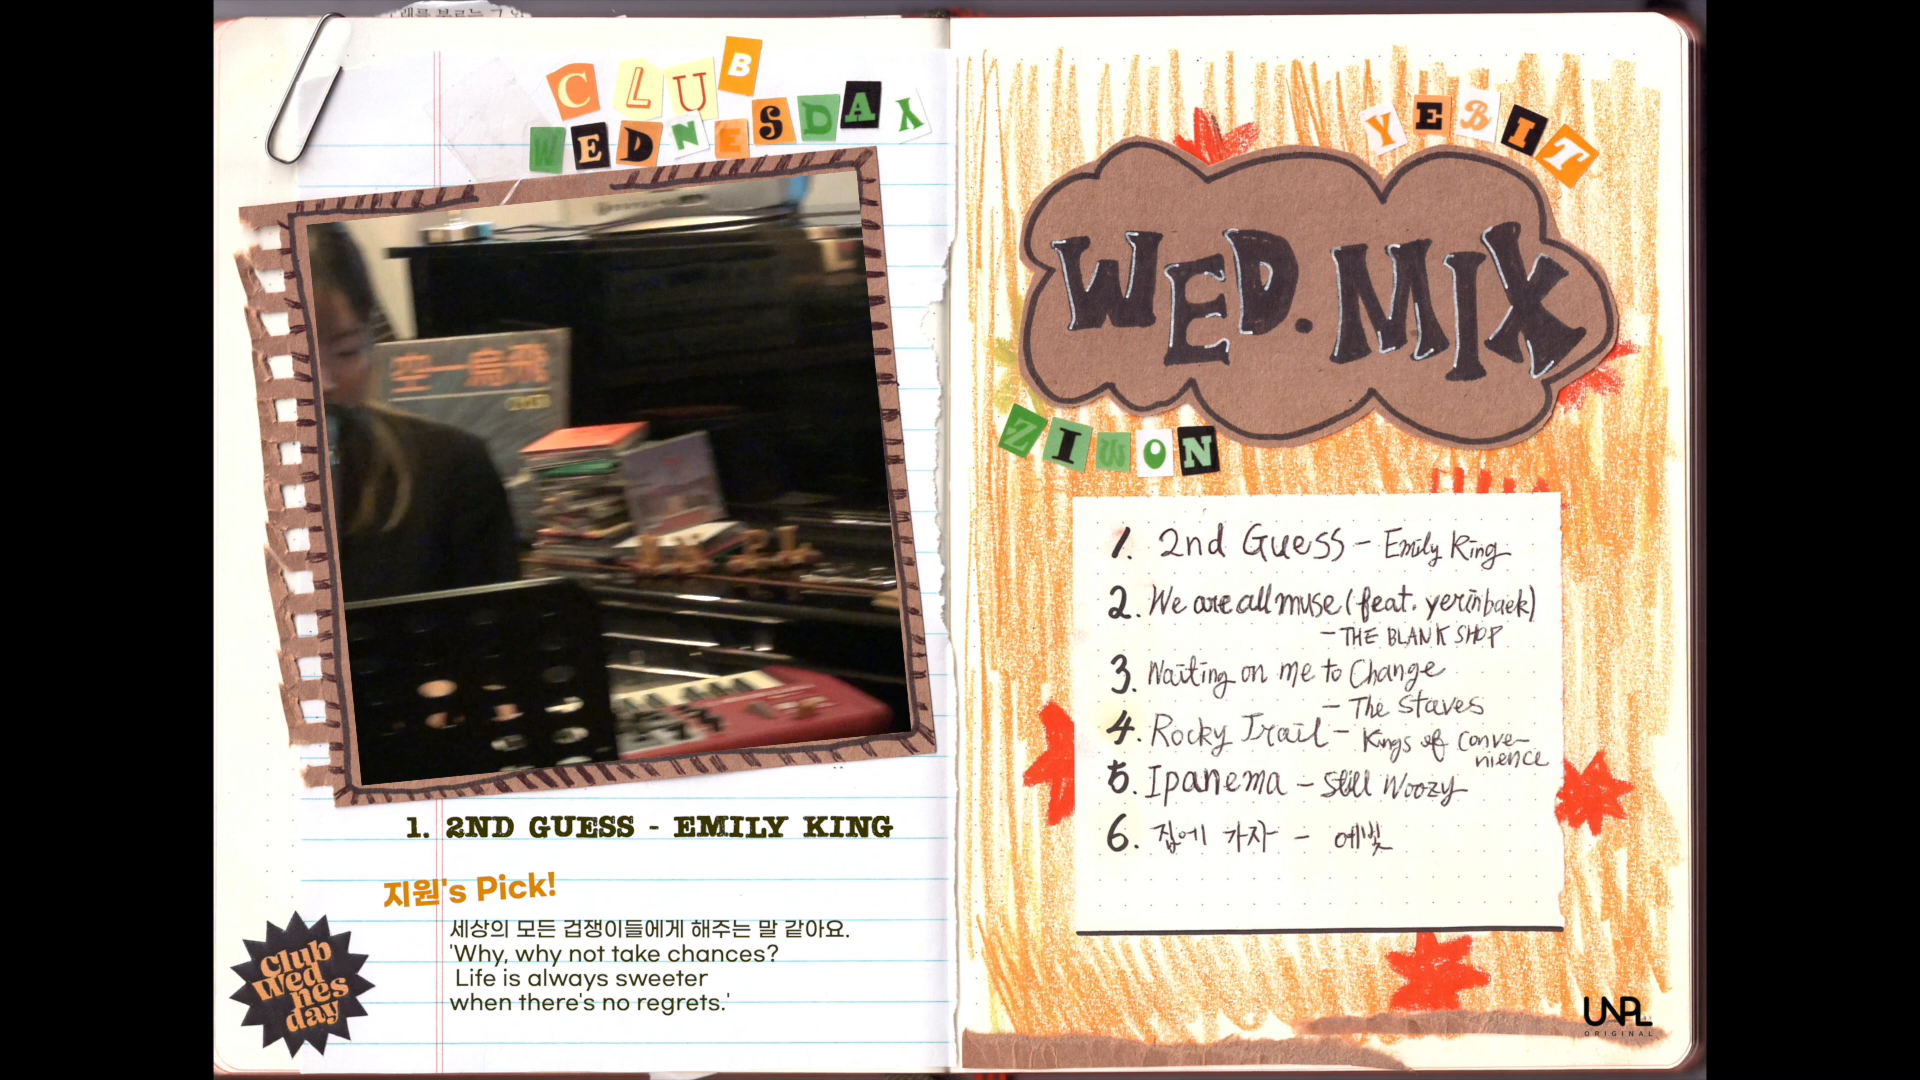 CLUB
WEDNESDAY
空一烏飛
1. 2ND GUESS - EMILY KING
지원's Pick!
세상의 모든 겁쟁이들에게 해주는 말 같아요.
'Why, why not take chances?
Life is always sweeter
when there's no regrets.'
Club
Wed
nes
day
YEBIT
WED. MIX
ZIWON
1. 2nd Guess - Emily King
2. We are all muse (feat. yerinbaek)
- THE BLANK SHOP
3. Waiting on me to Change
- The Staves
4. Rocky Trail - Kings of Conve-
nience
5. Ipanema - Still Woozy
6. 집에 가자 - 예빛
UNPL
ORIGINAL